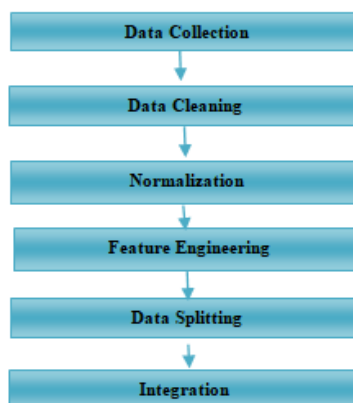 Data Collection
Data Cleaning
Normalization
Feature Engineering
Data Splitting
Integration